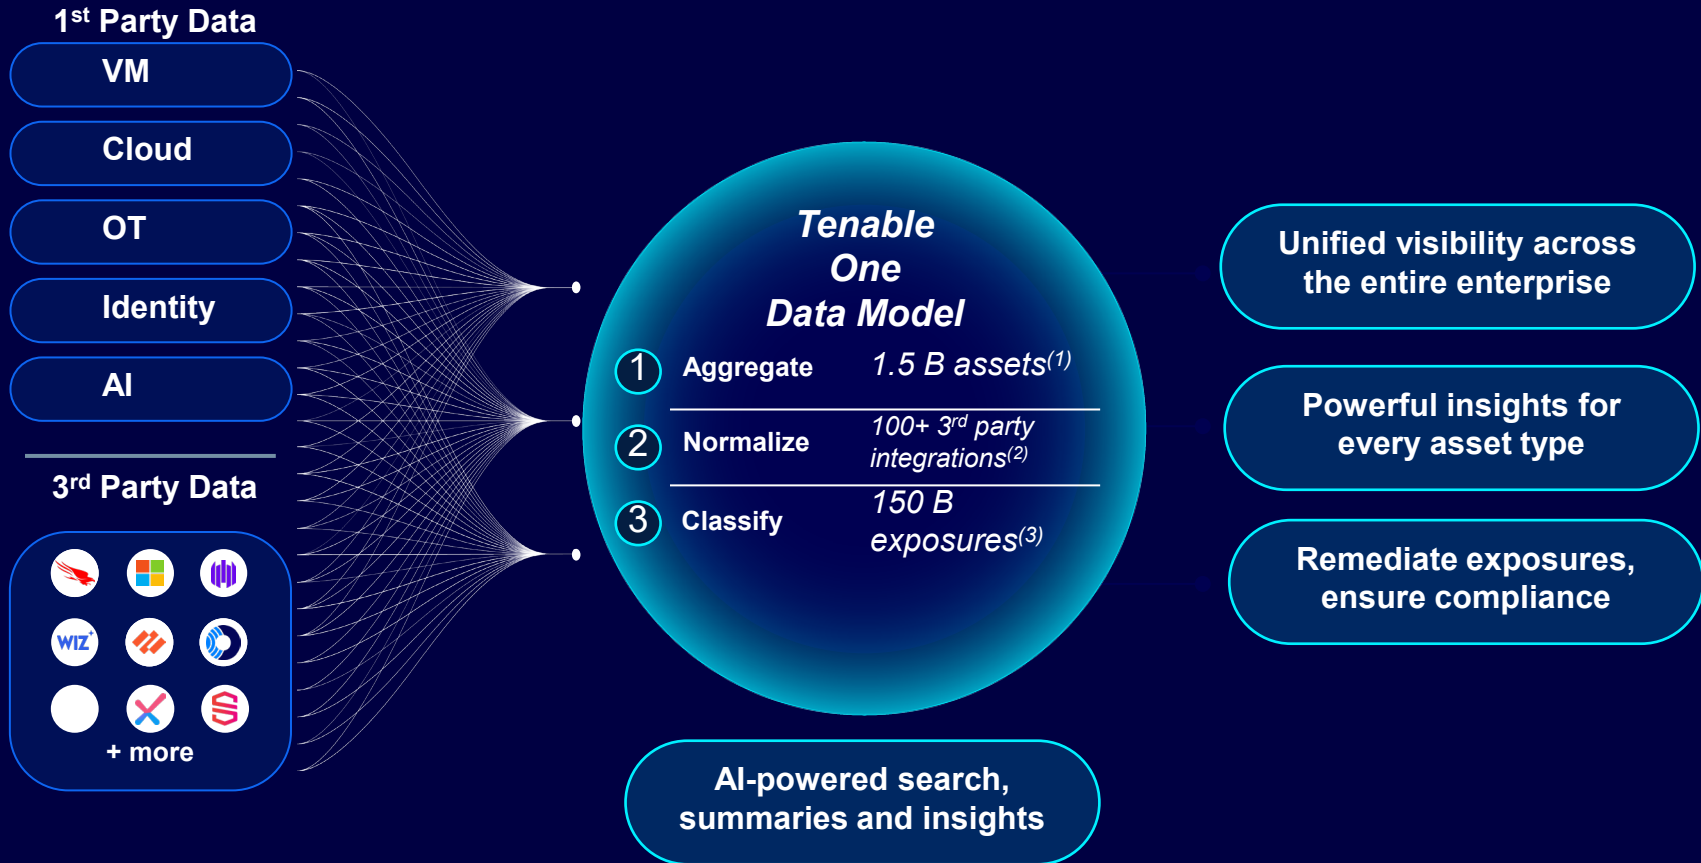 1st Party Data
VM
Cloud
OT
Identity
AI
3rd Party Data
WIZ
+ more
Tenable
One
Data Model
1 Aggregate 1.5 B assets(1)
2 Normalize 100+ 3rd party
integrations(2)
3 Classify 150 B
exposures(3)
AI-powered search,
summaries and insights
Unified visibility across
the entire enterprise
Powerful insights for
every asset type
Remediate exposures,
ensure compliance